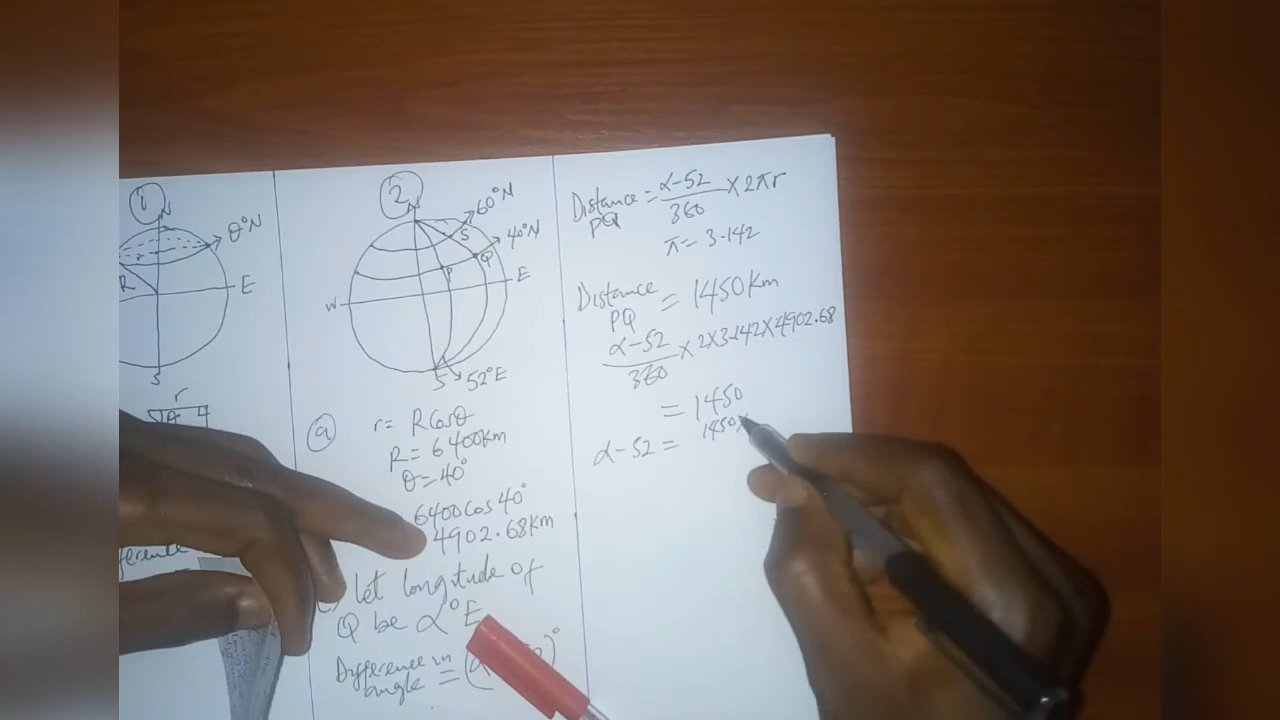 1
N
θ°N
R
E
S
r
θ
2
N
60°N
S
40°N
Q
P
E
W
S
52°E
a
r = R Cosθ
R = 6400Km
θ = 40°
6400 Cos 40°
4902.68Km
let longitude of
Q be α°E
Difference in
angle =
Distance PQ = α-52/360 × 2πr
π = 3.142
Distance PQ = 1450Km
α-52/360 × 2×3.142×4902.68
= 1450
α-52 = 1450